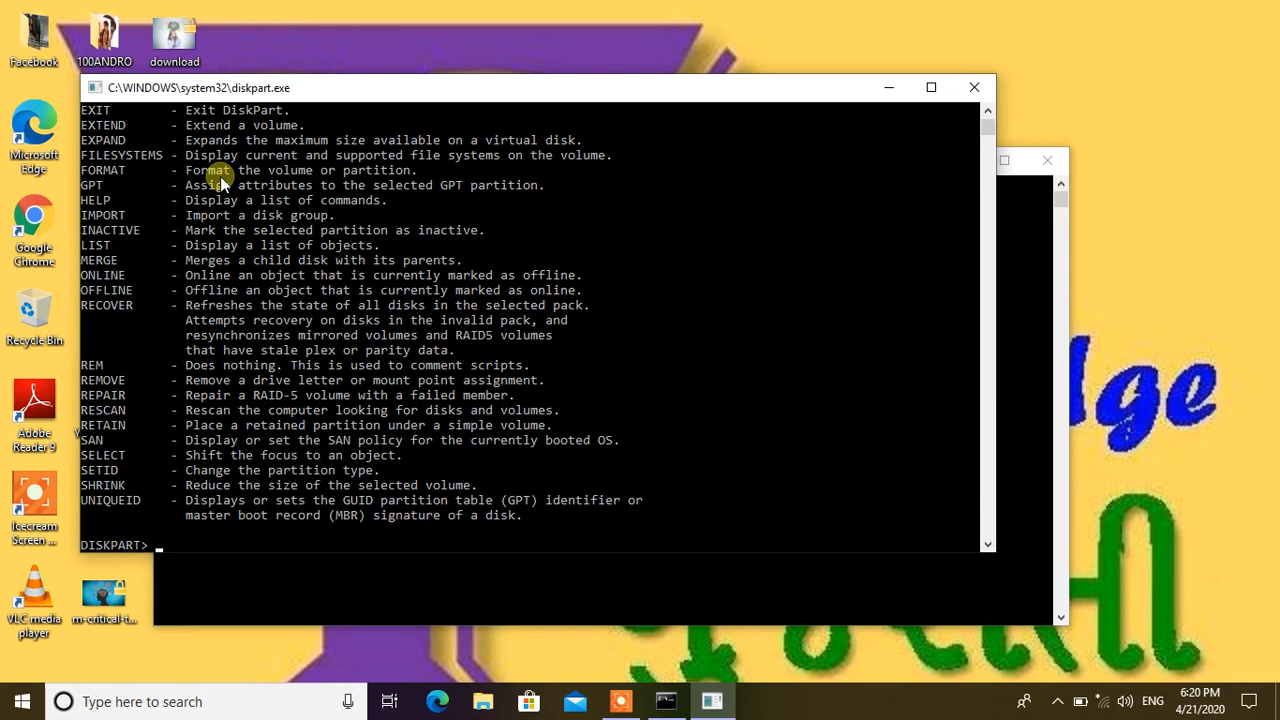 Facebook
100ANDRO
download
C:\WINDOWS\system32\diskpart.exe
EXIT - Exit DiskPart.
EXTEND - Extend a volume.
EXPAND - Expands the maximum size available on a virtual disk.
FILESYSTEMS - Display current and supported file systems on the volume.
FORMAT - Format the volume or partition.
GPT - Assign attributes to the selected GPT partition.
HELP - Display a list of commands.
IMPORT - Import a disk group.
INACTIVE - Mark the selected partition as inactive.
LIST - Display a list of objects.
MERGE - Merges a child disk with its parents.
ONLINE - Online an object that is currently marked as offline.
OFFLINE - Offline an object that is currently marked as online.
RECOVER - Refreshes the state of all disks in the selected pack.
Attempts recovery on disks in the invalid pack, and
resynchronizes mirrored volumes and RAID5 volumes
that have stale plex or parity data.
REM - Does nothing. This is used to comment scripts.
REMOVE - Remove a drive letter or mount point assignment.
REPAIR - Repair a RAID-5 volume with a failed member.
RESCAN - Rescan the computer looking for disks and volumes.
RETAIN - Place a retained partition under a simple volume.
SAN - Display or set the SAN policy for the currently booted OS.
SELECT - Shift the focus to an object.
SETID - Change the partition type.
SHRINK - Reduce the size of the selected volume.
UNIQUEID - Displays or sets the GUID partition table (GPT) identifier or
master boot record (MBR) signature of a disk.
DISKPART>
Microsoft
Edge
Google
Chrome
Recycle Bin
Adobe
Reader 9
Icecream
Screen ...
VLC media
player
m-critical-t...
Type here to search
ENG
6:20 PM
4/21/2020